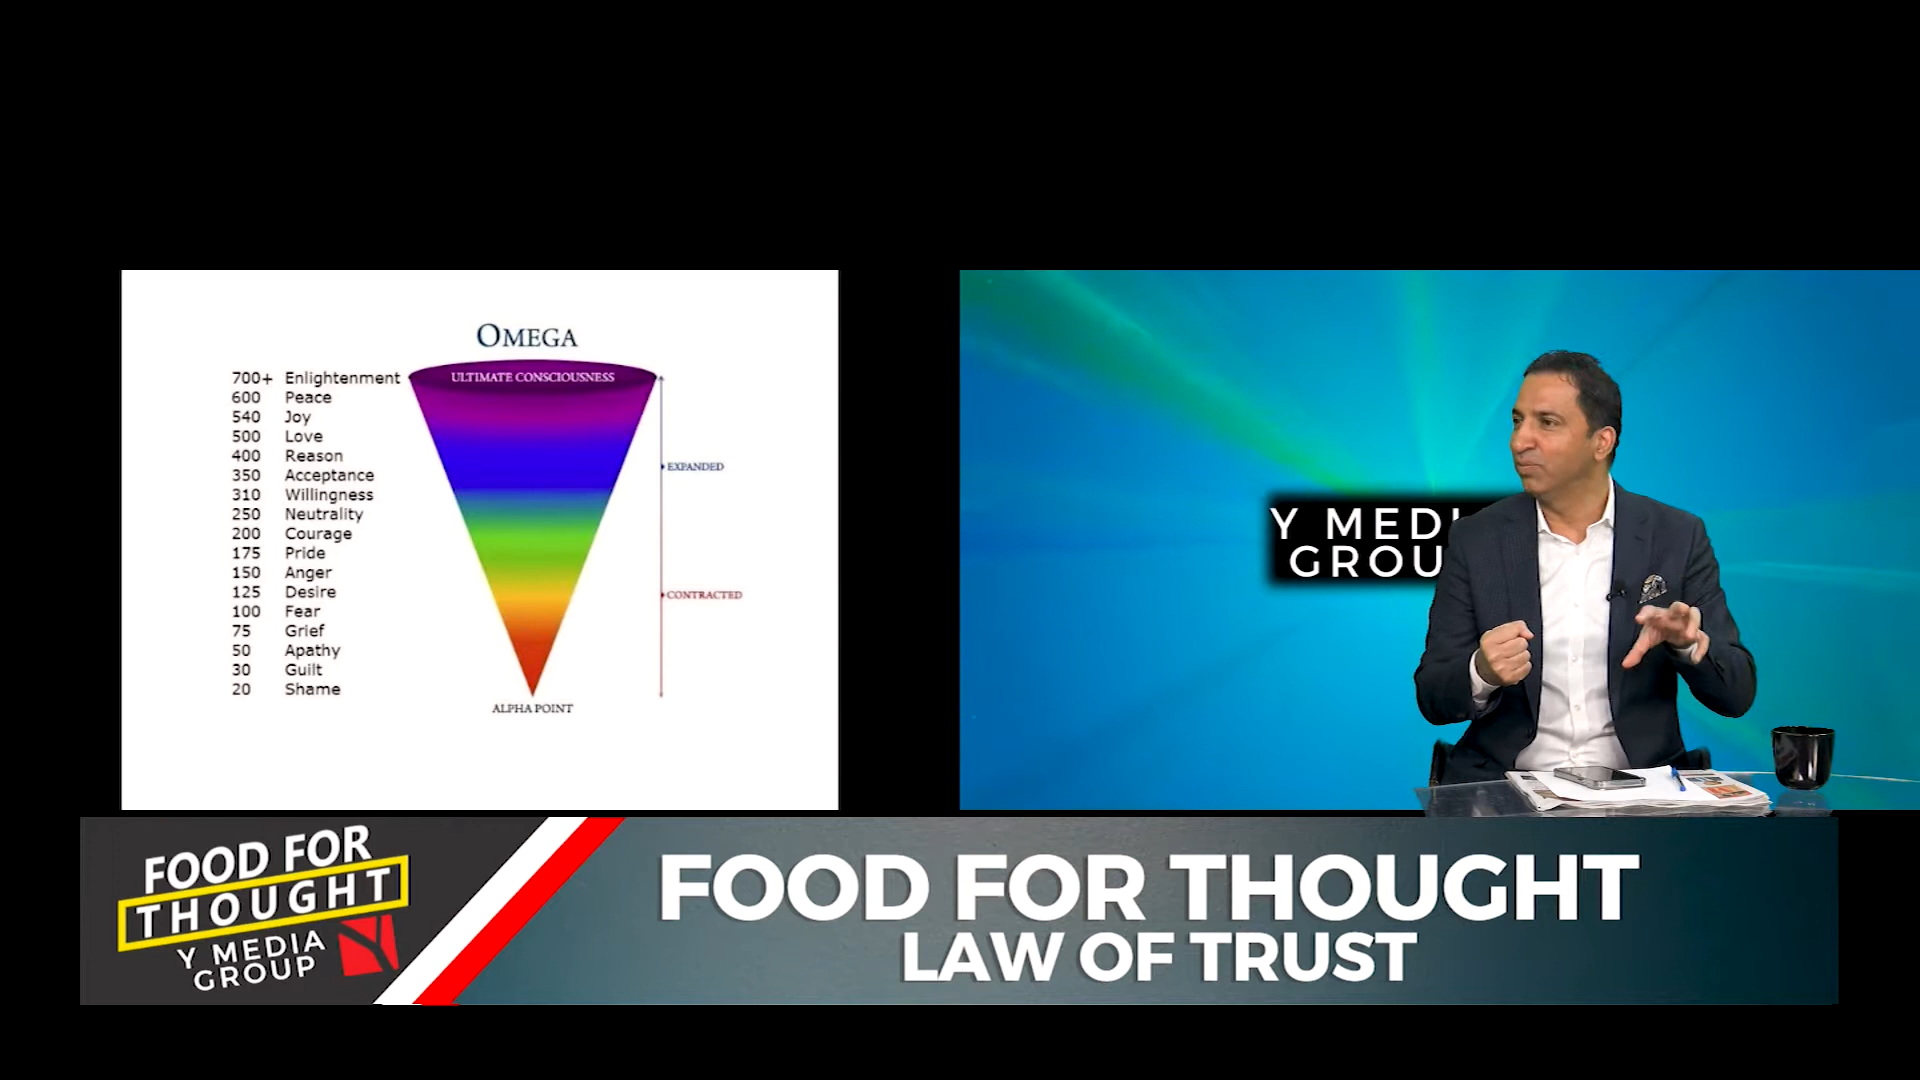 OMEGA
ULTIMATE CONSCIOUSNESS
700+ Enlightenment
600 Peace
540 Joy
500 Love
400 Reason
350 Acceptance
310 Willingness
250 Neutrality
200 Courage
175 Pride
150 Anger
125 Desire
100 Fear
75 Grief
50 Apathy
30 Guilt
20 Shame
EXPANDED
CONTRACTED
ALPHA POINT
Y MEDI
GROU
FOOD FOR
THOUGHT
Y MEDIA
GROUP
FOOD FOR THOUGHT
LAW OF TRUST